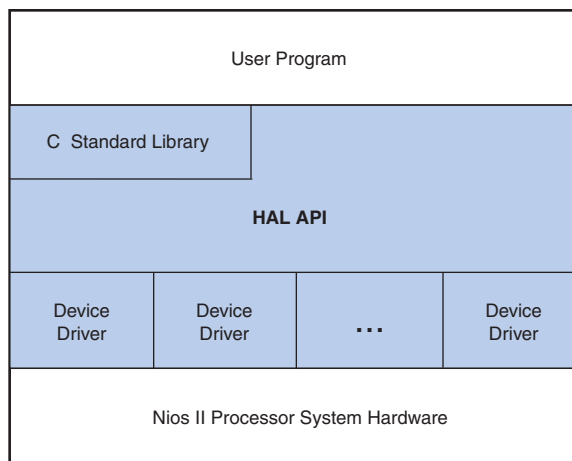 User Program
C Standard Library
HAL API
Device
Driver
Device
Driver
...
Device
Driver
Nios II Processor System Hardware